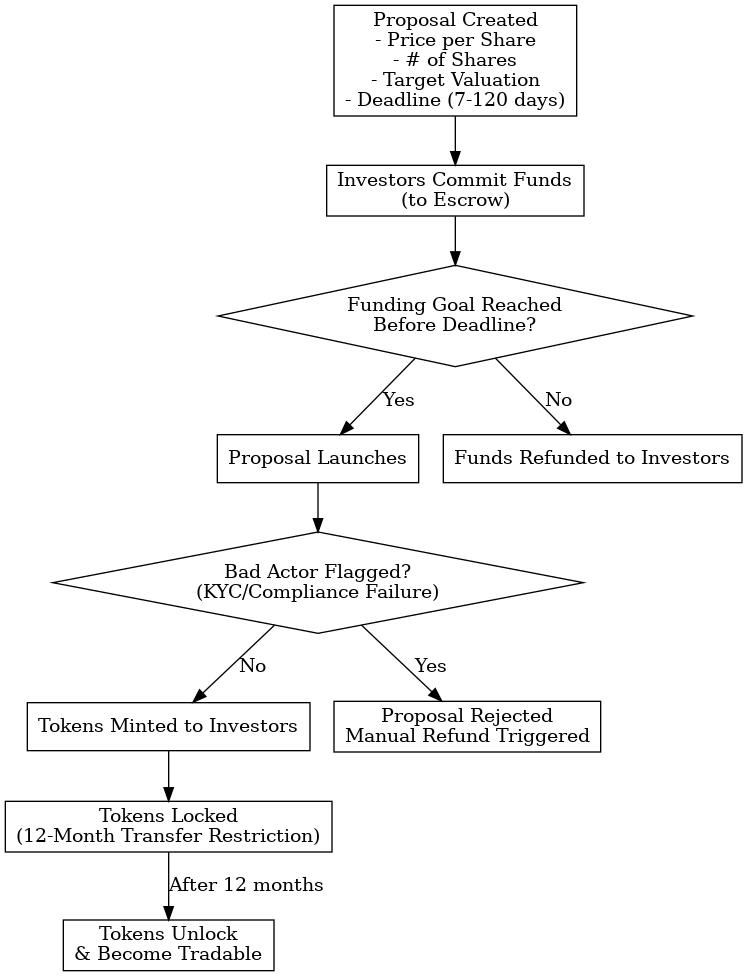 Proposal Created
- Price per Share
- # of Shares
- Target Valuation
- Deadline (7-120 days)
Investors Commit Funds
(to Escrow)
Funding Goal Reached
Before Deadline?
Yes
No
Proposal Launches
Funds Refunded to Investors
Bad Actor Flagged?
(KYC/Compliance Failure)
No
Yes
Tokens Minted to Investors
Proposal Rejected
Manual Refund Triggered
Tokens Locked
(12-Month Transfer Restriction)
After 12 months
Tokens Unlock
& Become Tradable